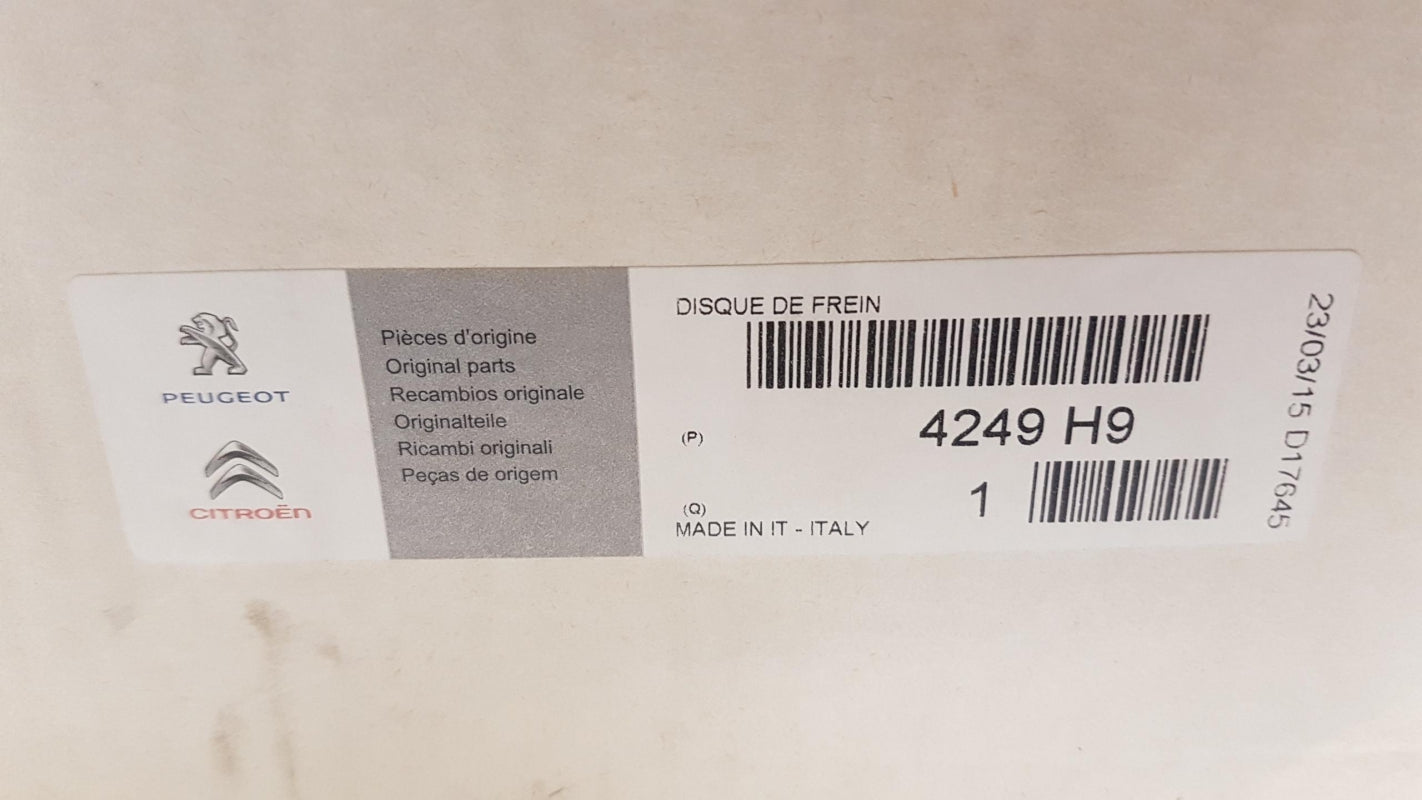 PEUGEOT
CITROËN
Pièces d'origine
Original parts
Recambios originale
Originalteile
Ricambi originali
Peças de origem
DISQUE DE FREIN
(P) 4249 H9
(Q) 1
MADE IN IT - ITALY
23/03/15 D17645